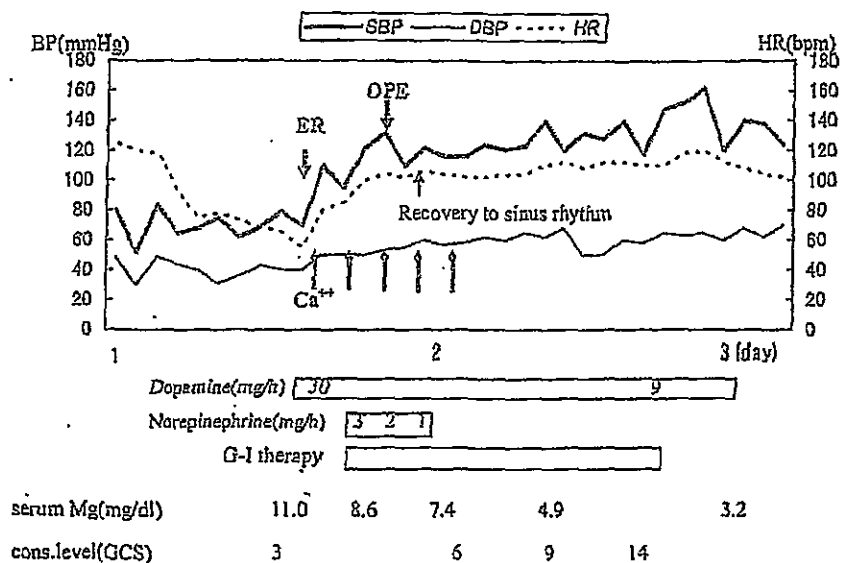 SBP DBP HR
BP(mmHg) HR(bpm)
180 180
160 160
140 140
120 120
100 100
80 80
60 60
40 40
20 20
0 0
OPE
ER
Recovery to sinus rhythm
Ca++
1 2 3 (day)
Dopamine(mg/h) 30 9
Norepinephrine(mg/h) 3 2 1
G-I therapy
serum Mg(mg/dl) 11.0 8.6 7.4 4.9 3.2
cons.level(GCS) 3 6 9 14